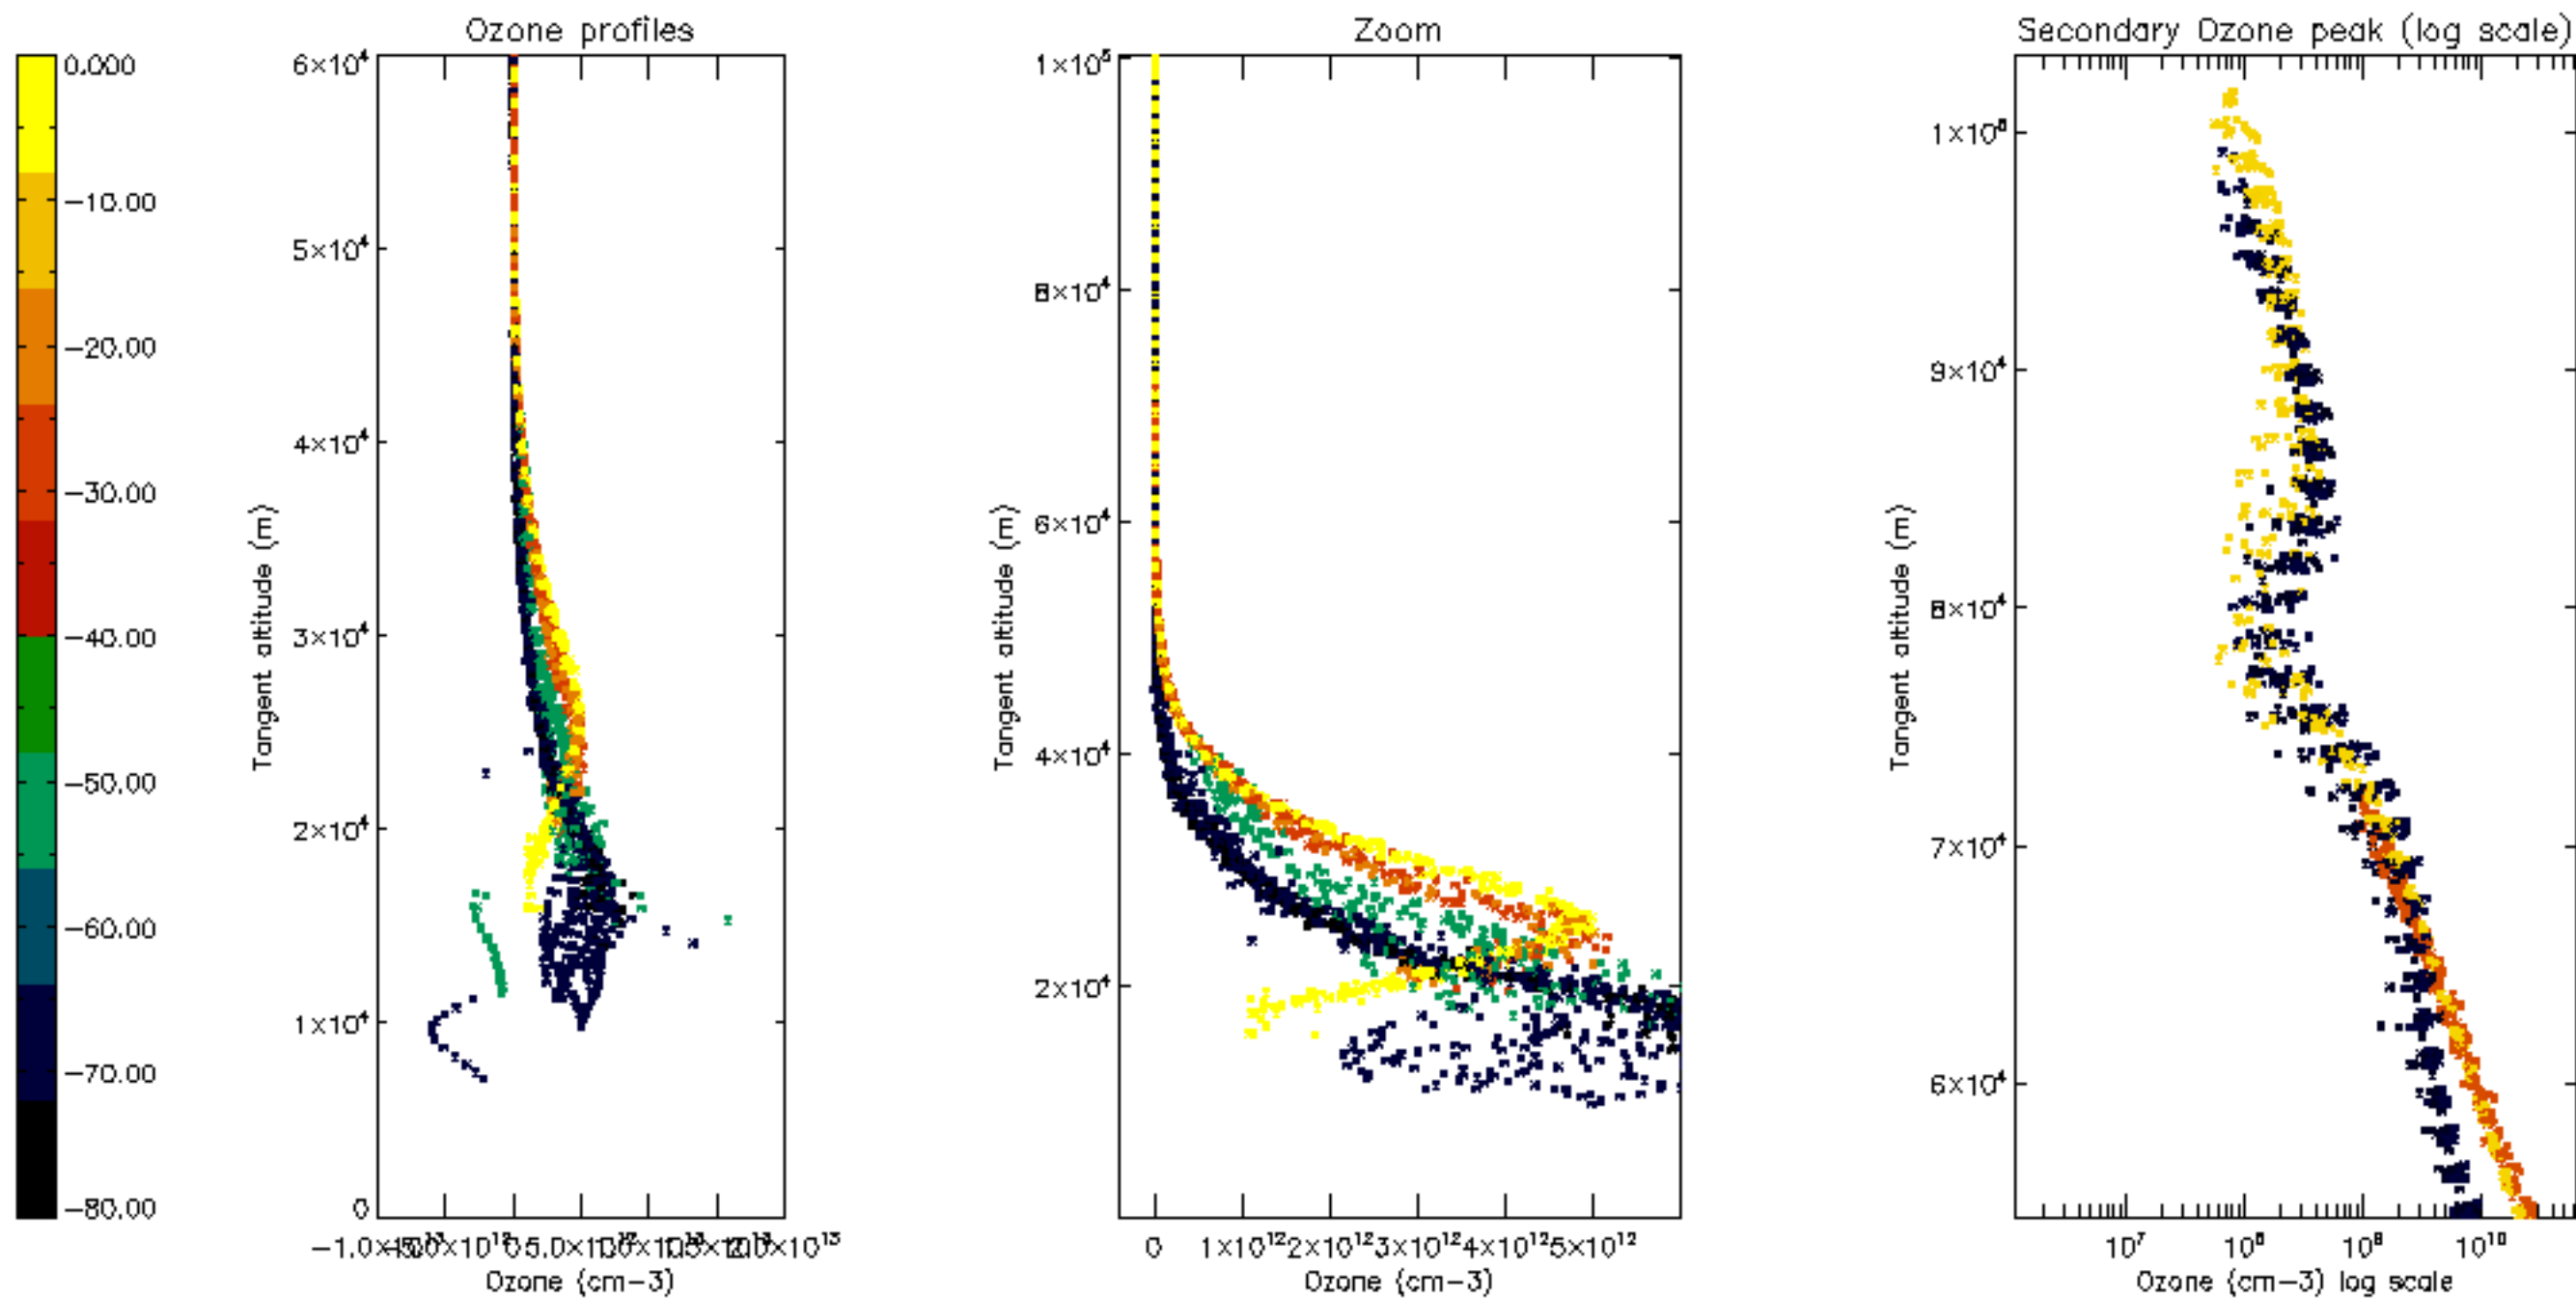 Ozone profiles
Zoom
Secondary Ozone peak (log scale)
0.000
−10.00
−20.00
−30.00
−40.00
−50.00
−60.00
−70.00
−80.00
6×10⁴
5×10⁴
4×10⁴
3×10⁴
2×10⁴
1×10⁴
0
Tangent altitude (m)
Ozone (cm−3)
1×10⁵
8×10⁴
6×10⁴
4×10⁴
2×10⁴
Tangent altitude (m)
0 1×10¹² 2×10¹² 3×10¹² 4×10¹² 5×10¹²
Ozone (cm−3)
9×10⁴
8×10⁴
7×10⁴
6×10⁴
Tangent altitude (m)
10⁷ 10⁸ 10⁹ 10¹⁰
Ozone (cm−3) log scale